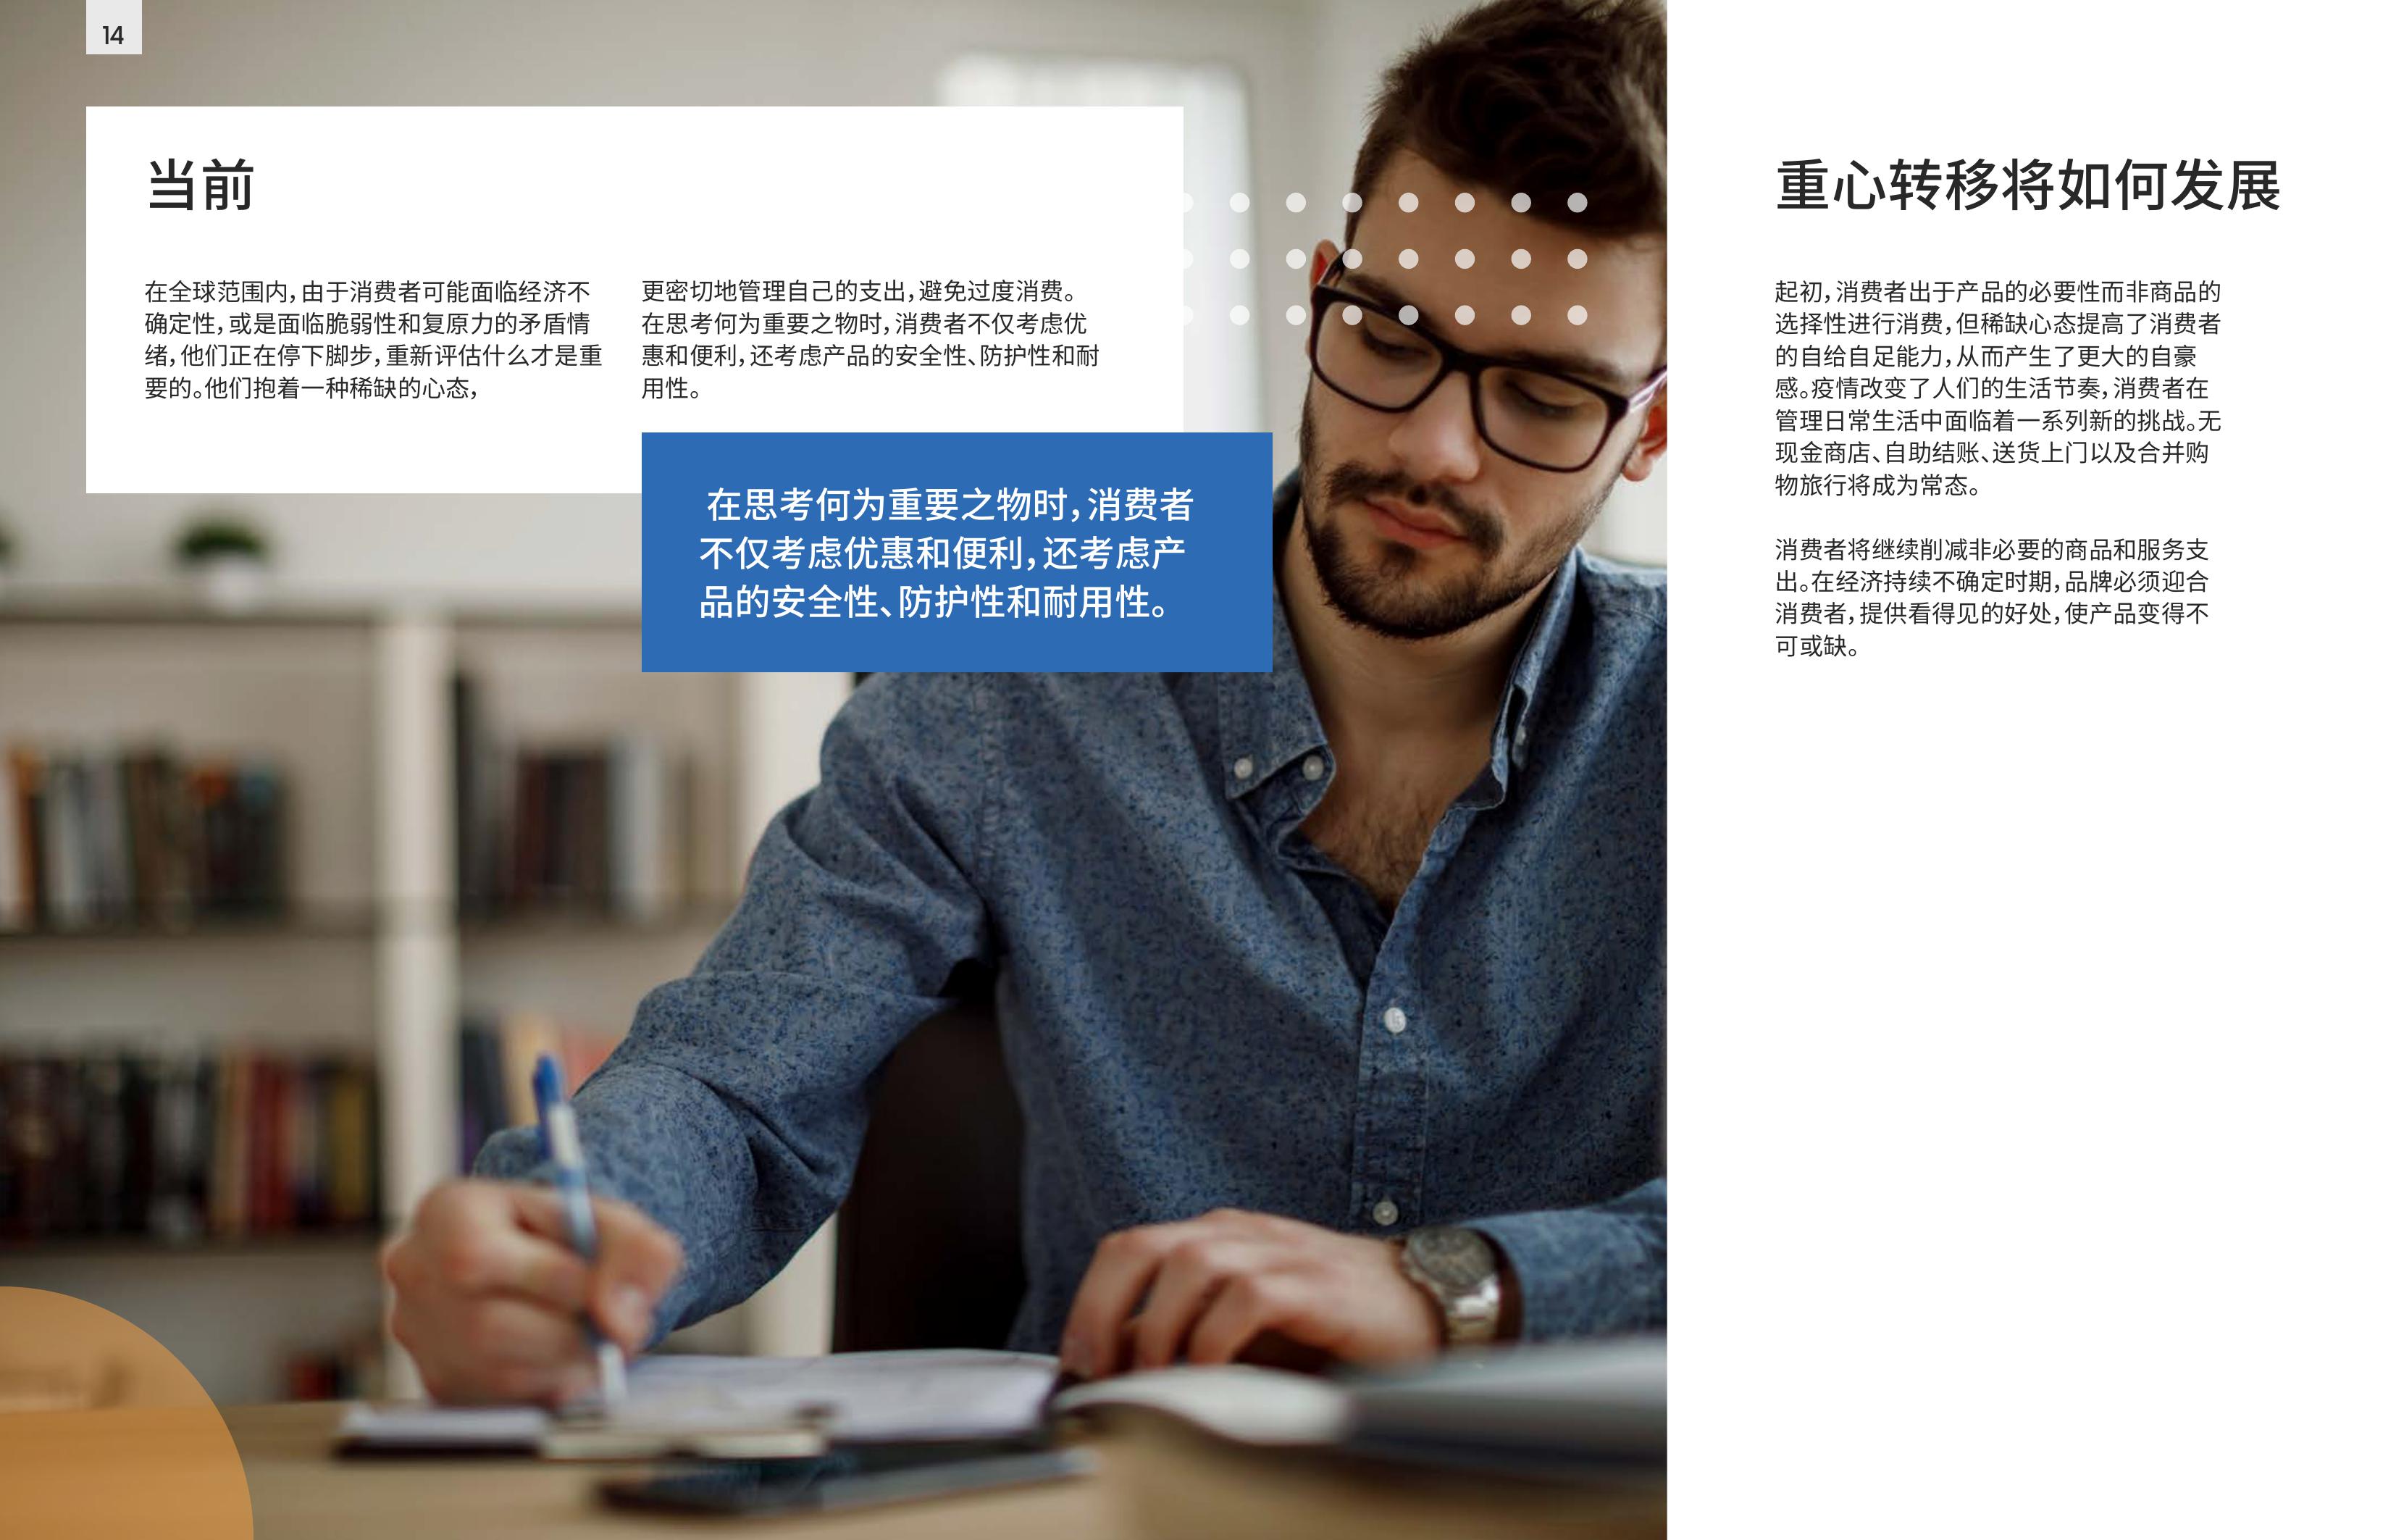 14
当前
在全球范围内，由于消费者可能面临经济不
确定性，或是面临脆弱性和复原力的矛盾情
绪，他们正在停下脚步，重新评估什么才是重
要的。他们抱着一种稀缺的心态，
更密切地管理自己的支出，避免过度消费。
在思考何为重要之物时，消费者不仅考虑优
惠和便利，还考虑产品的安全性、防护性和耐
用性。
在思考何为重要之物时，消费者
不仅考虑优惠和便利，还考虑产
品的安全性、防护性和耐用性。
重心转移将如何发展
起初，消费者出于产品的必要性而非商品的
选择性进行消费，但稀缺心态提高了消费者
的自给自足能力，从而产生了更大的自豪
感。疫情改变了人们的生活节奏，消费者在
管理日常生活中面临着一系列新的挑战。无
现金商店、自助结账、送货上门以及合并购
物旅行将成为常态。
消费者将继续削减非必要的商品和服务支
出。在经济持续不确定时期，品牌必须迎合
消费者，提供看得见的好处，使产品变得不
可或缺。